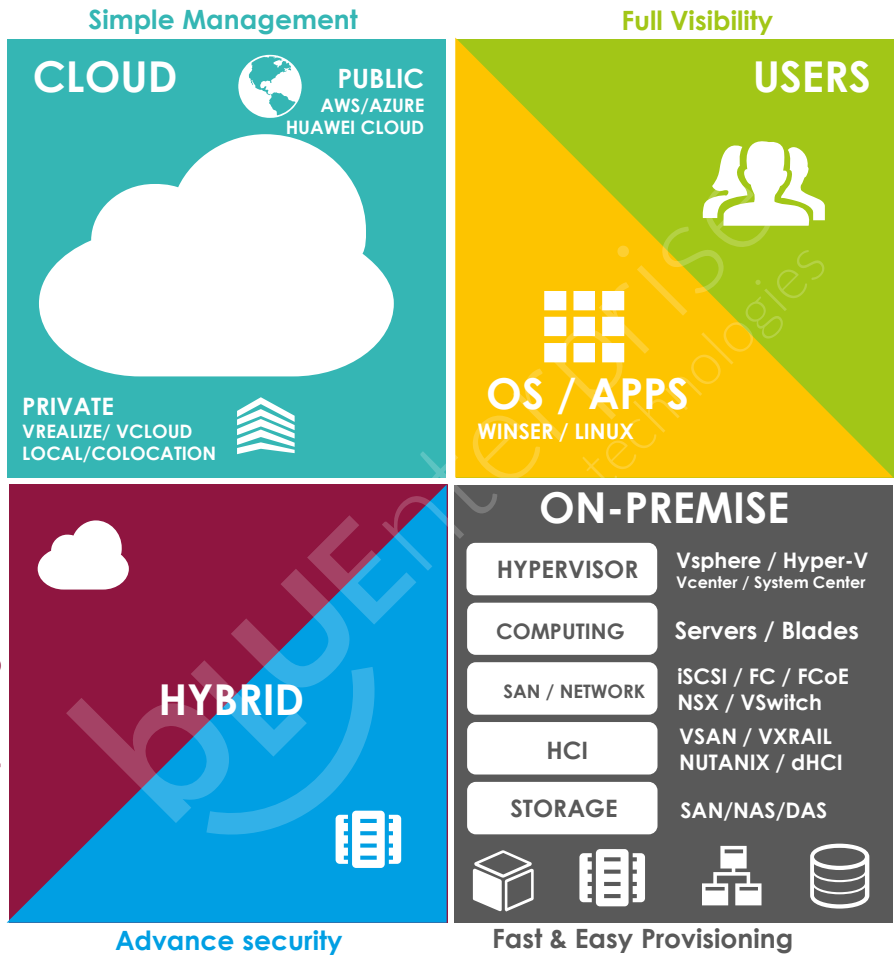 Simple Management
Full Visibility
CLOUD
PUBLIC
AWS/AZURE
HUAWEI CLOUD
PRIVATE
VREALIZE/ VCLOUD
LOCAL/COLOCATION
USERS
OS / APPS
WINSER / LINUX
HYBRID
ON-PREMISE
HYPERVISOR
Vsphere / Hyper-V
Vcenter / System Center
COMPUTING
Servers / Blades
SAN / NETWORK
iSCSI / FC / FCoE
NSX / VSwitch
HCI
VSAN / VXRAIL
NUTANIX / dHCI
STORAGE
SAN/NAS/DAS
Advance security
Fast & Easy Provisioning
bLUEnterprise
technologies